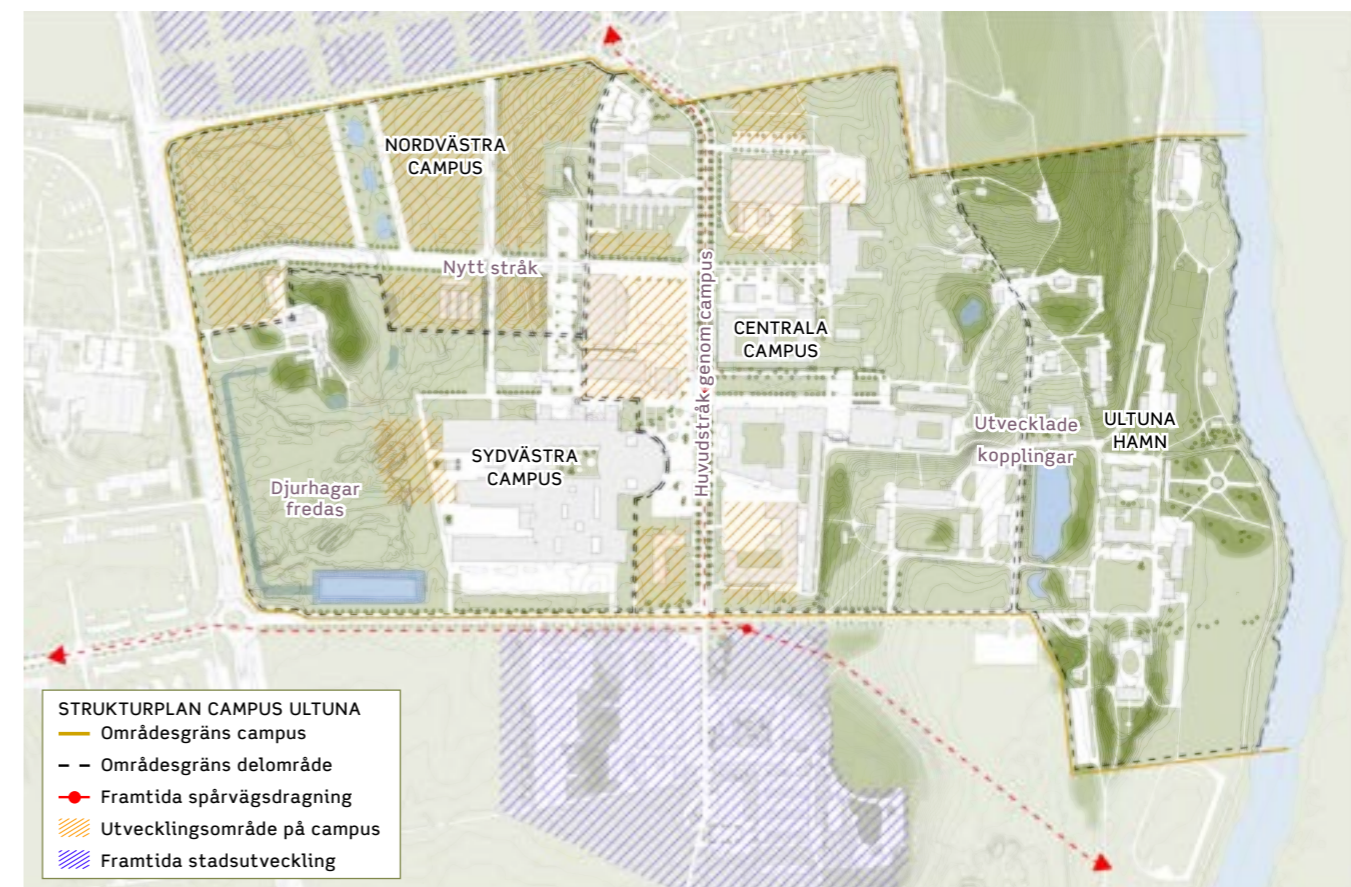 NORDVÄSTRA
CAMPUS
Nytt stråk
Huvudstråk genom campus
CENTRALA
CAMPUS
SYDVÄSTRA
CAMPUS
Djurhagar
fredas
Utvecklade
kopplingar
ULTUNA
HAMN
STRUKTURPLAN CAMPUS ULTUNA
Områdesgräns campus
Områdesgräns delområde
Framtida spårvägsdragning
Utvecklingsområde på campus
Framtida stadsutveckling